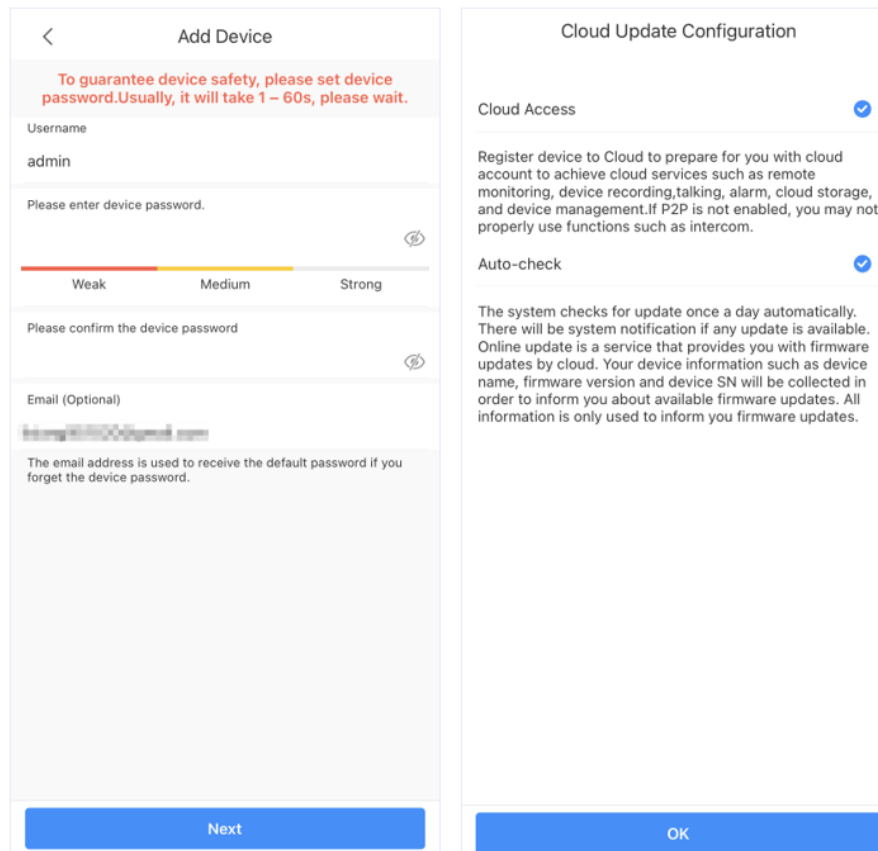 Add Device
To guarantee device safety, please set device
password.Usually, it will take 1 – 60s, please wait.
Username
admin
Please enter device password.
Weak Medium Strong
Please confirm the device password
Email (Optional)
The email address is used to receive the default password if you
forget the device password.
Next
Cloud Update Configuration
Cloud Access
Register device to Cloud to prepare for you with cloud
account to achieve cloud services such as remote
monitoring, device recording,talking, alarm, cloud storage,
and device management.If P2P is not enabled, you may not
properly use functions such as intercom.
Auto-check
The system checks for update once a day automatically.
There will be system notification if any update is available.
Online update is a service that provides you with firmware
updates by cloud. Your device information such as device
name, firmware version and device SN will be collected in
order to inform you about available firmware updates. All
information is only used to inform you firmware updates.
OK